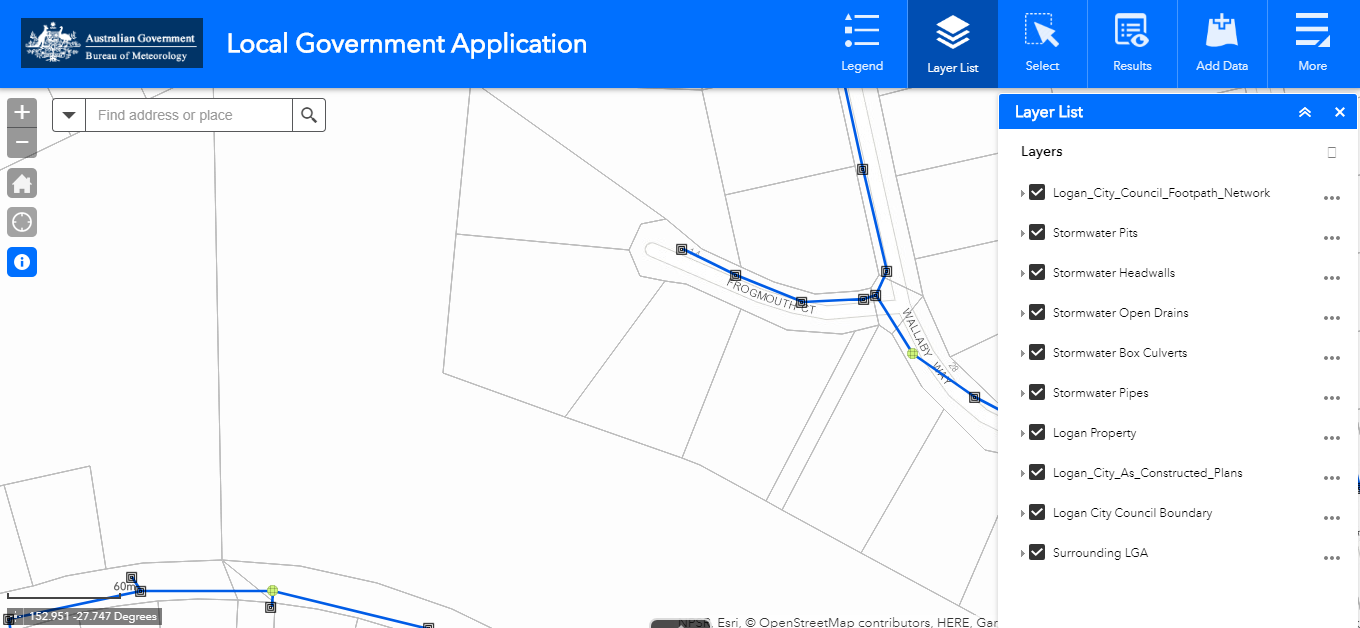 Australian Government
Bureau of Meteorology
Local Government Application
Legend
Layer List
Select
Results
Add Data
More
Find address or place
Layer List
Layers
Logan_City_Council_Footpath_Network
Stormwater Pits
Stormwater Headwalls
Stormwater Open Drains
Stormwater Box Culverts
Stormwater Pipes
Logan Property
Logan_City_As_Constructed_Plans
Logan City Council Boundary
Surrounding LGA
FROGMOUTH CT
WALLABY WAY
28
60m
152.951 -27.747 Degrees
NPSR, Esri, © OpenStreetMap contributors, HERE, Gar